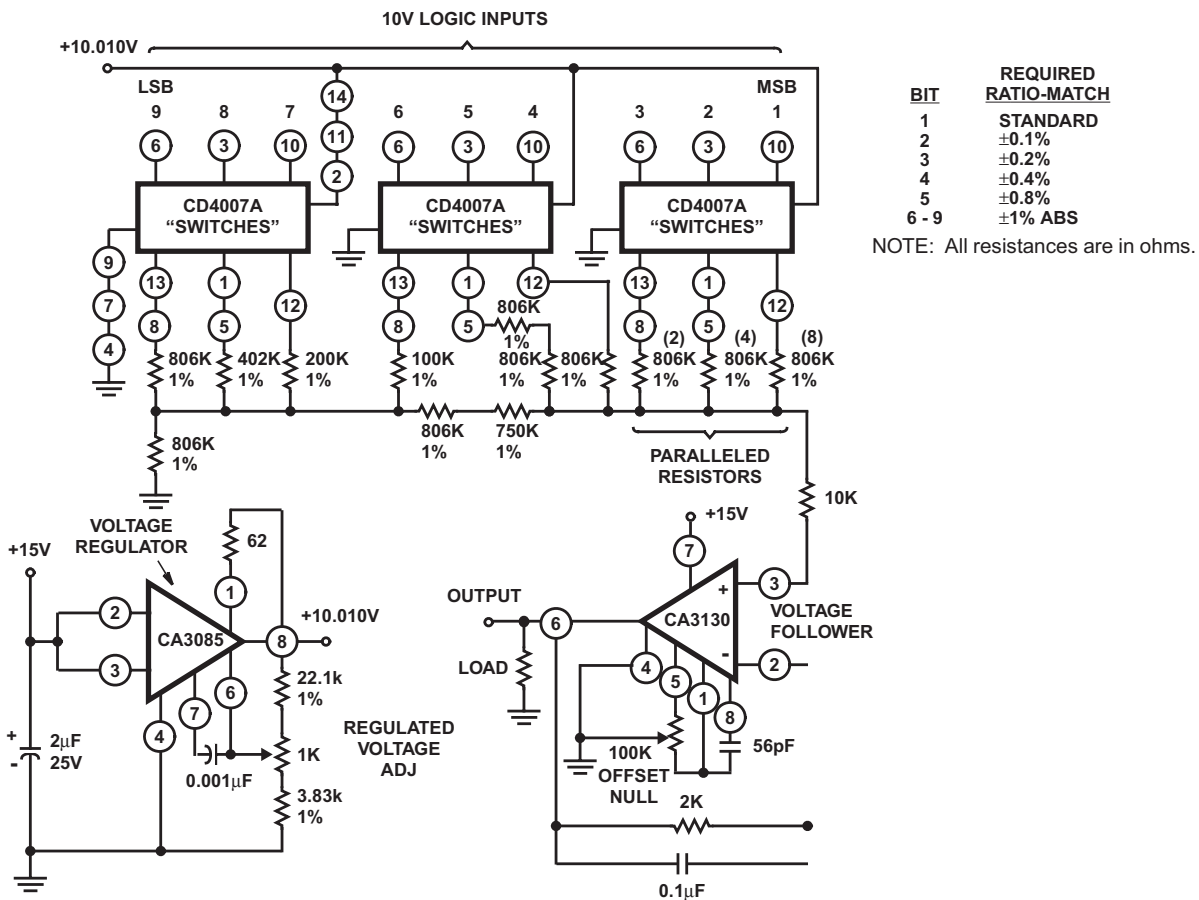 10V LOGIC INPUTS
+10.010V
LSB
MSB
9 8 7 6 5 4 3 2 1
14
11
2
6 3 10 6 3 10 6 3 10
CD4007A
“SWITCHES”
CD4007A
“SWITCHES”
CD4007A
“SWITCHES”
9
7
4
13 1 12
8 5
13 1 12
8 5
13 1 12
8 5
806K
1%
402K
1%
200K
1%
100K
1%
806K
1%
806K
1%
806K
1%
(2)
806K
1%
(4)
806K
1%
(8)
806K
1%
806K
1%
806K
1%
750K
1%
PARALLELED
RESISTORS
10K
REQUIRED
BIT RATIO-MATCH
1 STANDARD
2 ±0.1%
3 ±0.2%
4 ±0.4%
5 ±0.8%
6 - 9 ±1% ABS
NOTE: All resistances are in ohms.
VOLTAGE
REGULATOR
+15V
62
1
2
3
CA3085
8
+10.010V
4
7
6
22.1k
1%
1K
3.83k
1%
0.001μF
+
-
2μF
25V
REGULATED
VOLTAGE
ADJ
+15V
7
OUTPUT
6
CA3130
+
-
3
2
VOLTAGE
FOLLOWER
LOAD
4
5
1
8
56pF
100K
OFFSET
NULL
2K
0.1μF